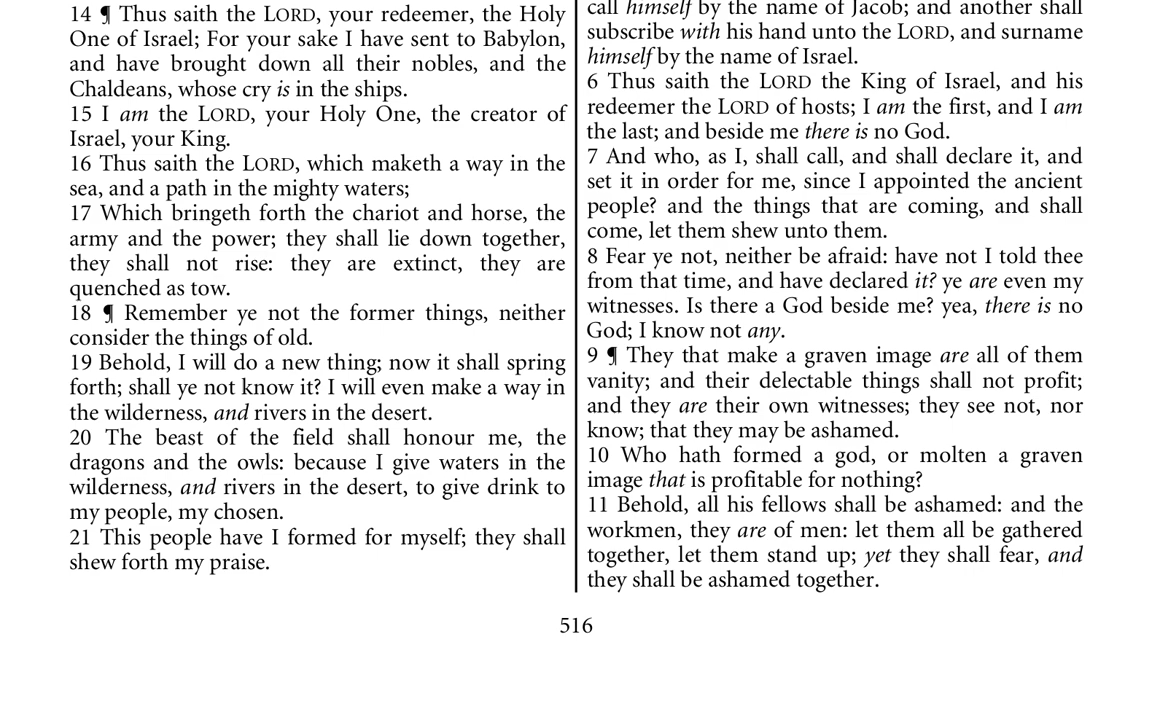 14 ¶ Thus saith the LORD, your redeemer, the Holy
One of Israel; For your sake I have sent to Babylon,
and have brought down all their nobles, and the
Chaldeans, whose cry is in the ships.
15 I am the LORD, your Holy One, the creator of
Israel, your King.
16 Thus saith the LORD, which maketh a way in the
sea, and a path in the mighty waters;
17 Which bringeth forth the chariot and horse, the
army and the power; they shall lie down together,
they shall not rise: they are extinct, they are
quenched as tow.
18 ¶ Remember ye not the former things, neither
consider the things of old.
19 Behold, I will do a new thing; now it shall spring
forth; shall ye not know it? I will even make a way in
the wilderness, and rivers in the desert.
20 The beast of the field shall honour me, the
dragons and the owls: because I give waters in the
wilderness, and rivers in the desert, to give drink to
my people, my chosen.
21 This people have I formed for myself; they shall
shew forth my praise.
call himself by the name of Jacob; and another shall
subscribe with his hand unto the LORD, and surname
himself by the name of Israel.
6 Thus saith the LORD the King of Israel, and his
redeemer the LORD of hosts; I am the first, and I am
the last; and beside me there is no God.
7 And who, as I, shall call, and shall declare it, and
set it in order for me, since I appointed the ancient
people? and the things that are coming, and shall
come, let them shew unto them.
8 Fear ye not, neither be afraid: have not I told thee
from that time, and have declared it? ye are even my
witnesses. Is there a God beside me? yea, there is no
God; I know not any.
9 ¶ They that make a graven image are all of them
vanity; and their delectable things shall not profit;
and they are their own witnesses; they see not, nor
know; that they may be ashamed.
10 Who hath formed a god, or molten a graven
image that is profitable for nothing?
11 Behold, all his fellows shall be ashamed: and the
workmen, they are of men: let them all be gathered
together, let them stand up; yet they shall fear, and
they shall be ashamed together.
516